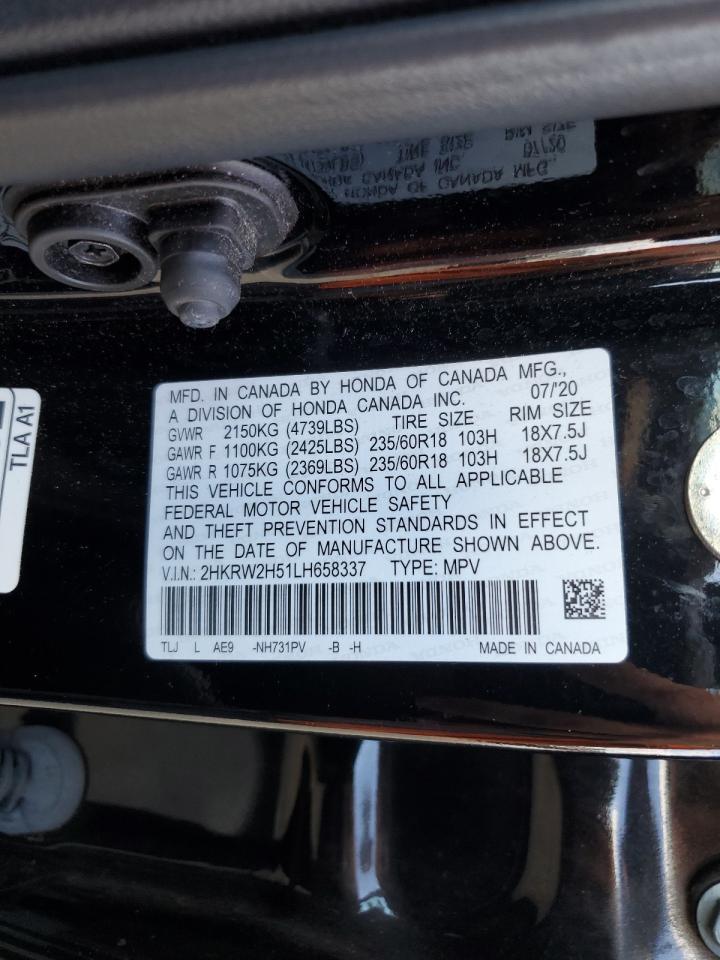 MFD. IN CANADA BY HONDA OF CANADA MFG.,
A DIVISION OF HONDA CANADA INC. 07/'20
GVWR 2150KG (4739LBS) TIRE SIZE RIM SIZE
GAWR F 1100KG (2425LBS) 235/60R18 103H 18X7.5J
GAWR R 1075KG (2369LBS) 235/60R18 103H 18X7.5J
THIS VEHICLE CONFORMS TO ALL APPLICABLE
FEDERAL MOTOR VEHICLE SAFETY
AND THEFT PREVENTION STANDARDS IN EFFECT
ON THE DATE OF MANUFACTURE SHOWN ABOVE.
V.I.N.: 2HKRW2H51LH658337 TYPE: MPV
TLJ L AE9 -NH731PV -B -H MADE IN CANADA
TLA A1